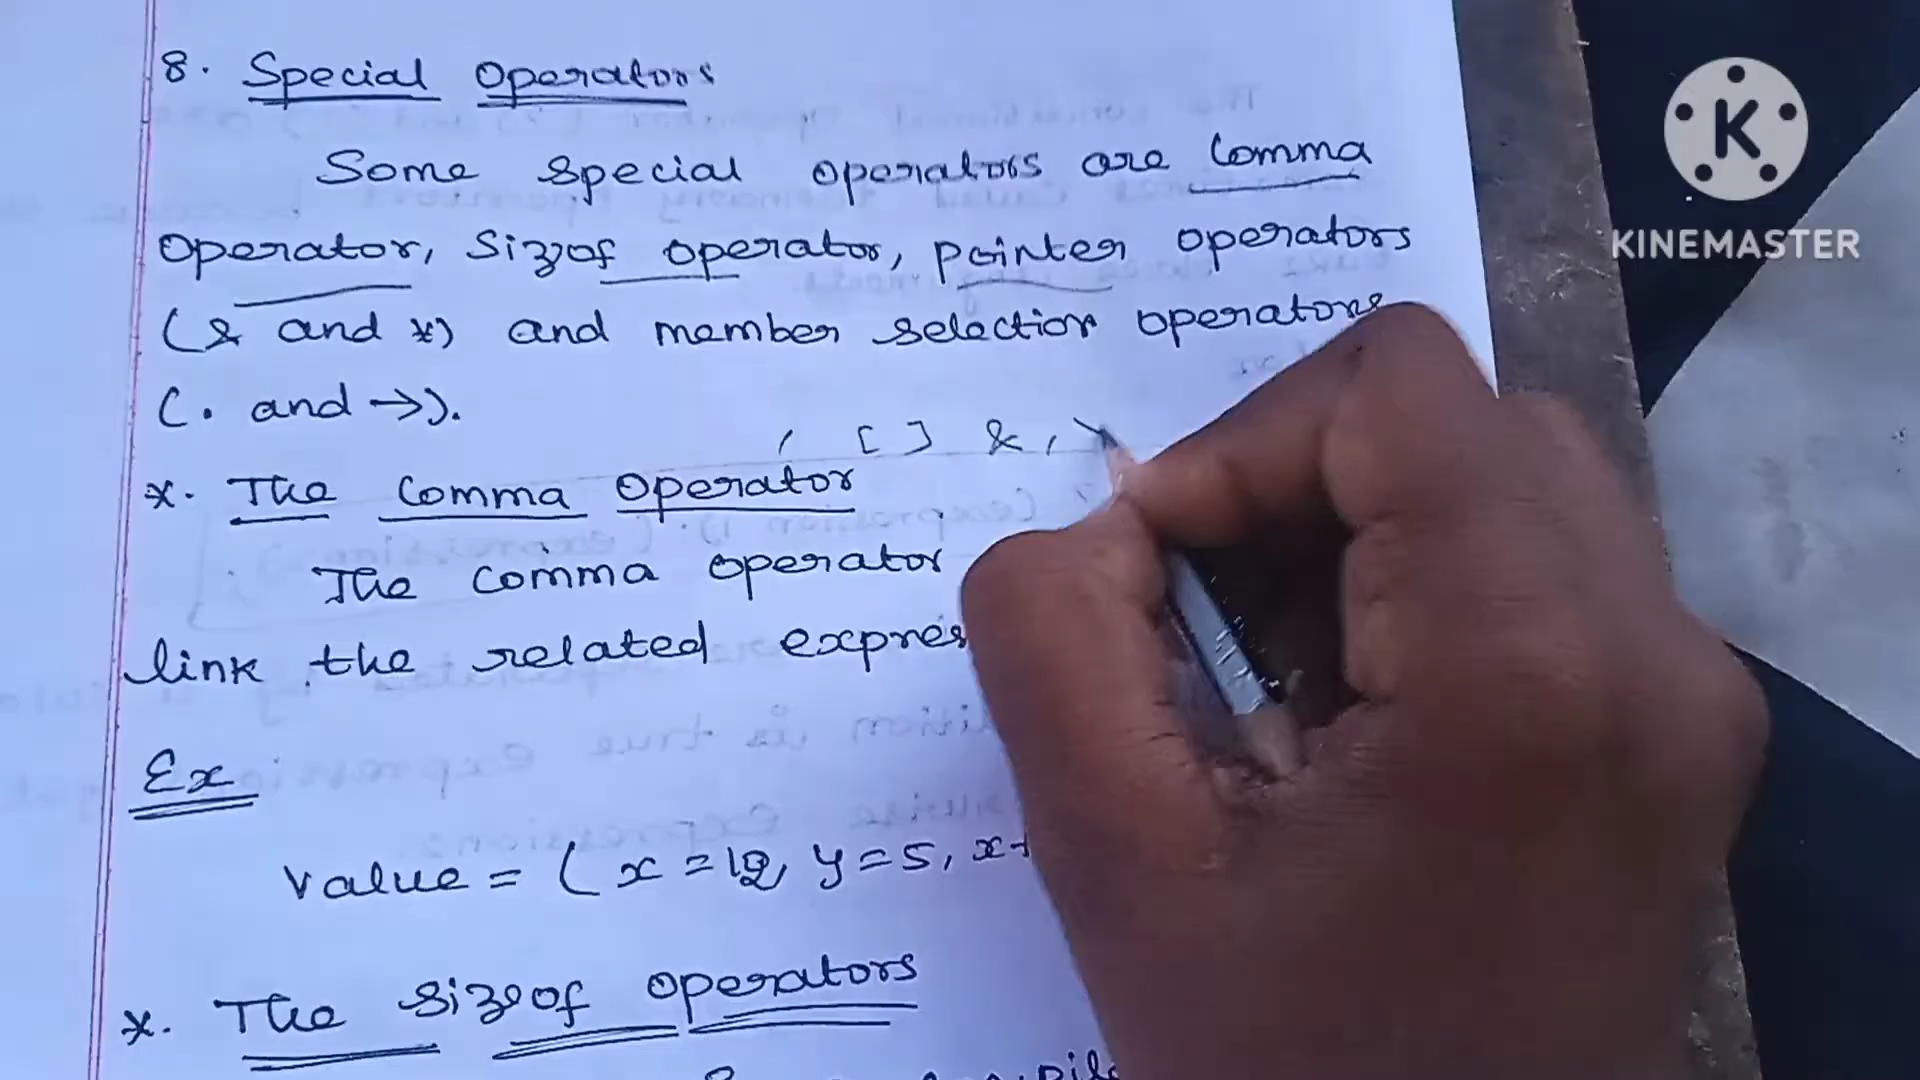 8. Special Operators
Some special operators are Comma
Operator, Sizof operator, pointer operators
(& and *) and member selection operators
(. and →).
, [ ] & ,
*. The Comma Operator
The Comma operator
link the related expres
Ex
Value = ( x = 12, y = 5, x+
*. The sizeof operators
K
KINEMASTER